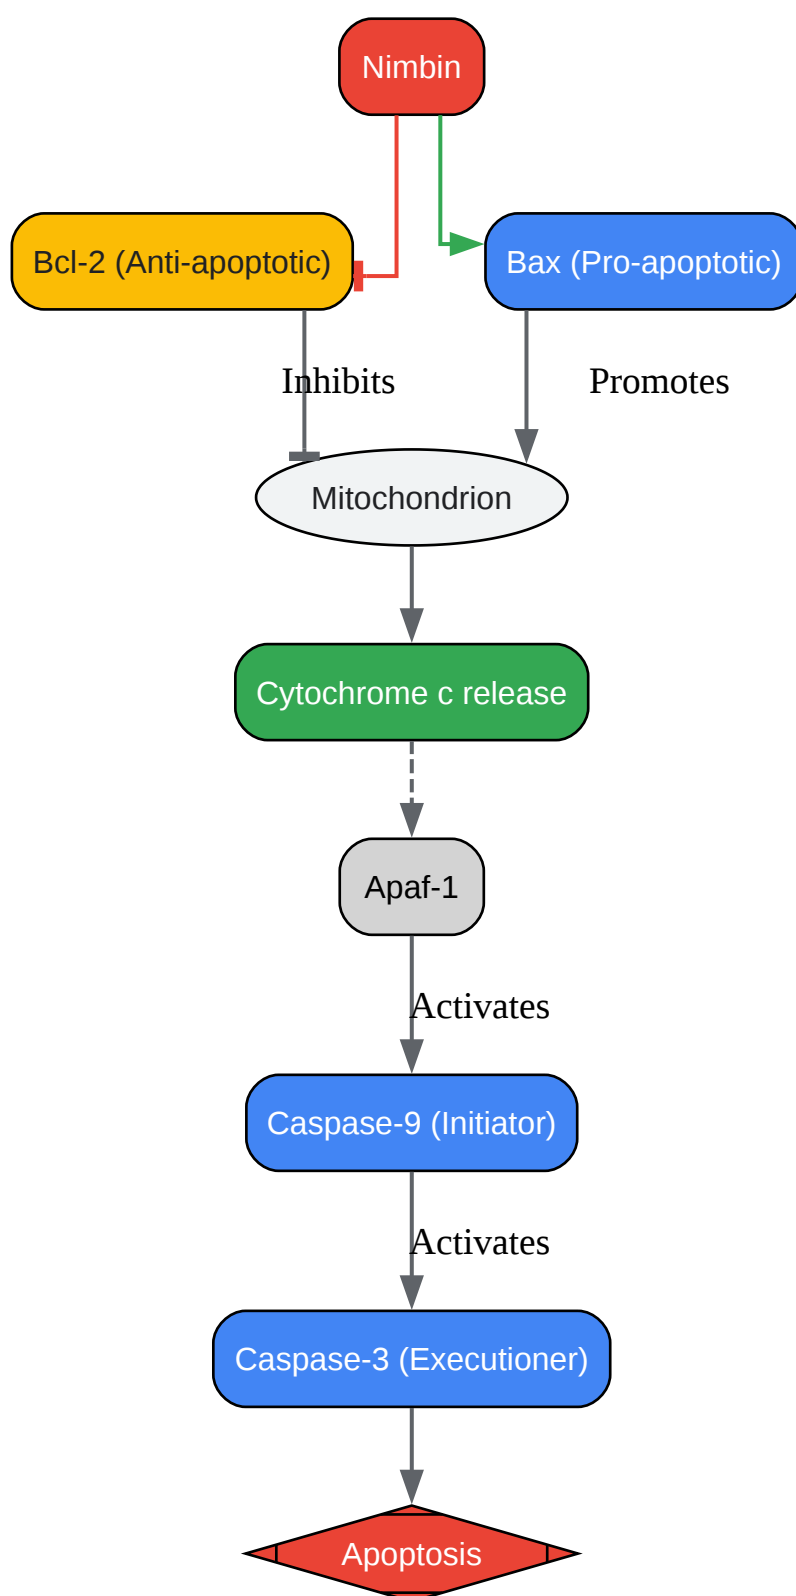 Nimbin
Bcl-2 (Anti-apoptotic)
Bax (Pro-apoptotic)
Inhibits
Promotes
Mitochondrion
Cytochrome c release
Apaf-1
Activates
Caspase-9 (Initiator)
Activates
Caspase-3 (Executioner)
Apoptosis